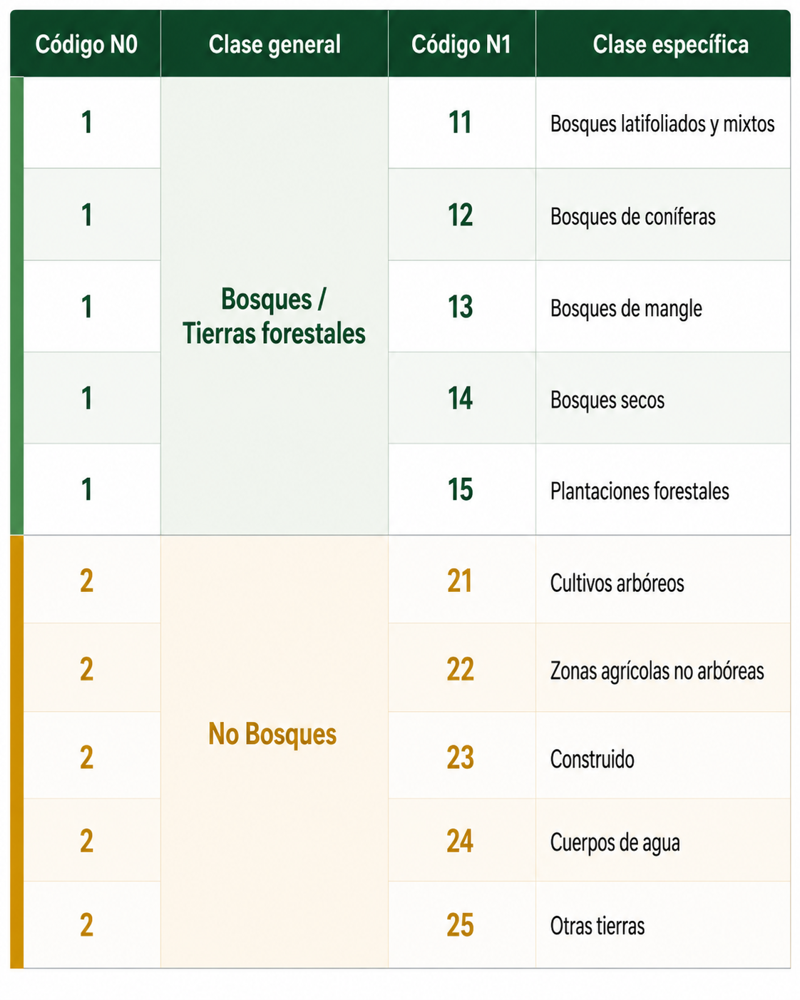 Código N0 Clase general Código N1 Clase específica
1 11 Bosques latifoliados y mixtos
1 12 Bosques de coníferas
Bosques /
Tierras forestales
1 13 Bosques de mangle
1 14 Bosques secos
1 15 Plantaciones forestales
2 21 Cultivos arbóreos
2 22 Zonas agrícolas no arbóreas
No Bosques
2 23 Construido
2 24 Cuerpos de agua
2 25 Otras tierras